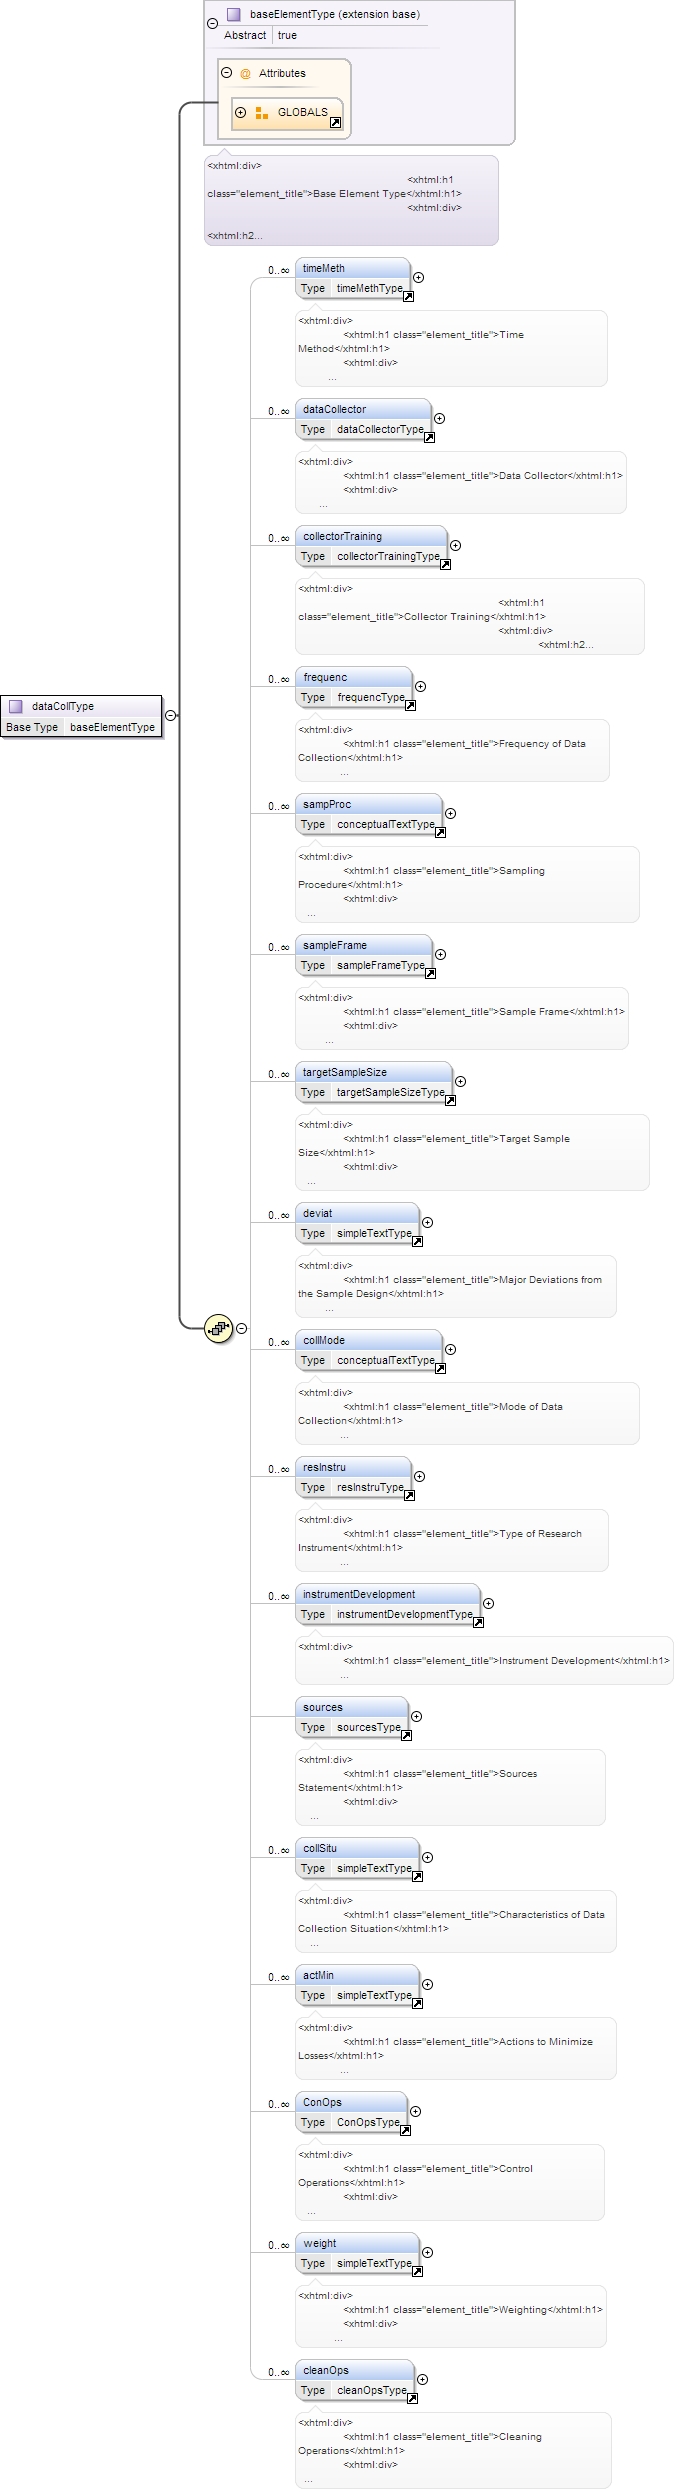 baseElementType (extension base)
Abstract true
@ Attributes
GLOBALS
<xhtml:div>
<xhtml:h1
class="element_title">Base Element Type</xhtml:h1>
<xhtml:div>
<xhtml:h2...
0..∞ timeMeth
Type timeMethType
<xhtml:div>
<xhtml:h1 class="element_title">Time
Method</xhtml:h1>
<xhtml:div>
...
0..∞ dataCollector
Type dataCollectorType
<xhtml:div>
<xhtml:h1 class="element_title">Data Collector</xhtml:h1>
<xhtml:div>
...
0..∞ collectorTraining
Type collectorTrainingType
<xhtml:div>
<xhtml:h1
class="element_title">Collector Training</xhtml:h1>
<xhtml:div>
<xhtml:h2...
0..∞ frequenc
Type frequencType
dataCollType
Base Type baseElementType
<xhtml:div>
<xhtml:h1 class="element_title">Frequency of Data
Collection</xhtml:h1>
...
0..∞ sampProc
Type conceptualTextType
<xhtml:div>
<xhtml:h1 class="element_title">Sampling
Procedure</xhtml:h1>
<xhtml:div>
...
0..∞ sampleFrame
Type sampleFrameType
<xhtml:div>
<xhtml:h1 class="element_title">Sample Frame</xhtml:h1>
<xhtml:div>
...
0..∞ targetSampleSize
Type targetSampleSizeType
<xhtml:div>
<xhtml:h1 class="element_title">Target Sample
Size</xhtml:h1>
<xhtml:div>
...
0..∞ deviat
Type simpleTextType
<xhtml:div>
<xhtml:h1 class="element_title">Major Deviations from
the Sample Design</xhtml:h1>
...
0..∞ collMode
Type conceptualTextType
<xhtml:div>
<xhtml:h1 class="element_title">Mode of Data
Collection</xhtml:h1>
...
0..∞ resInstru
Type resInstruType
<xhtml:div>
<xhtml:h1 class="element_title">Type of Research
Instrument</xhtml:h1>
...
0..∞ instrumentDevelopment
Type instrumentDevelopmentType
<xhtml:div>
<xhtml:h1 class="element_title">Instrument Development</xhtml:h1>
...
sources
Type sourcesType
<xhtml:div>
<xhtml:h1 class="element_title">Sources
Statement</xhtml:h1>
<xhtml:div>
...
0..∞ collSitu
Type simpleTextType
<xhtml:div>
<xhtml:h1 class="element_title">Characteristics of Data
Collection Situation</xhtml:h1>
...
0..∞ actMin
Type simpleTextType
<xhtml:div>
<xhtml:h1 class="element_title">Actions to Minimize
Losses</xhtml:h1>
...
0..∞ ConOps
Type ConOpsType
<xhtml:div>
<xhtml:h1 class="element_title">Control
Operations</xhtml:h1>
<xhtml:div>
...
0..∞ weight
Type simpleTextType
<xhtml:div>
<xhtml:h1 class="element_title">Weighting</xhtml:h1>
<xhtml:div>
...
0..∞ cleanOps
Type cleanOpsType
<xhtml:div>
<xhtml:h1 class="element_title">Cleaning
Operations</xhtml:h1>
<xhtml:div>
...